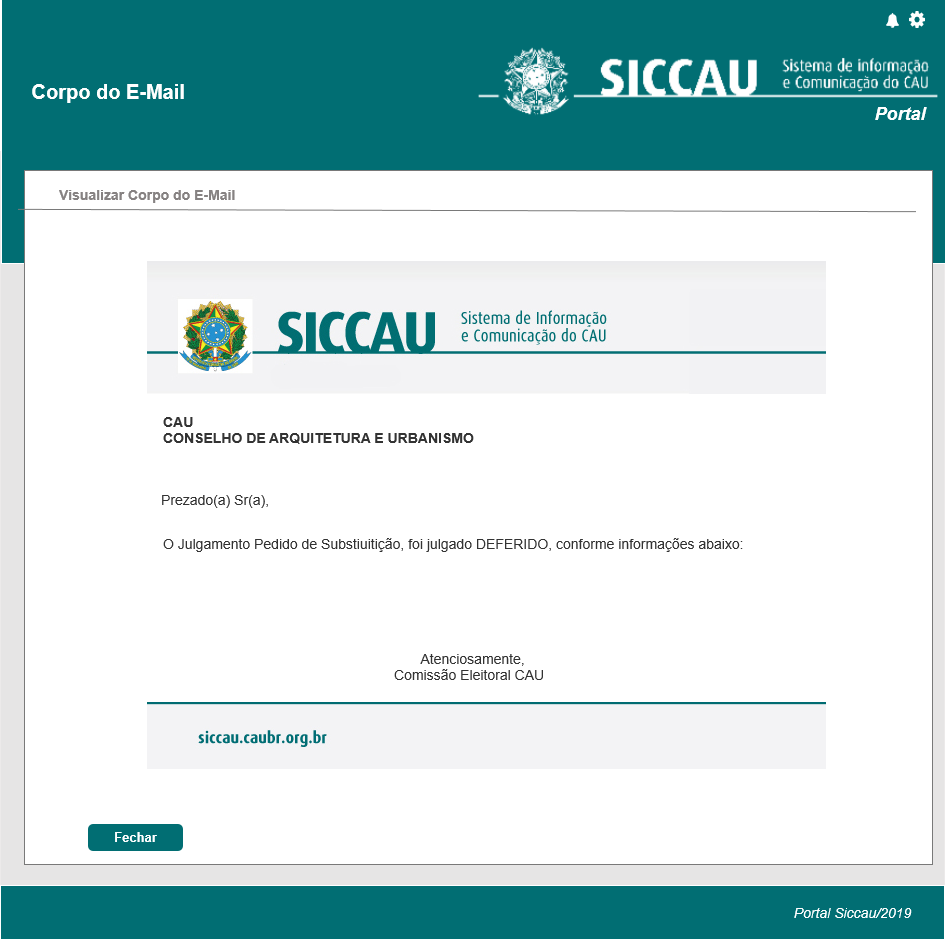 Corpo do E-Mail
SICCAU
Sistema de Informação
e Comunicação do CAU
Portal
Visualizar Corpo do E-Mail
SICCAU
Sistema de Informação
e Comunicação do CAU
CAU
CONSELHO DE ARQUITETURA E URBANISMO
Prezado(a) Sr(a),
O Julgamento Pedido de Substiuitição, foi julgado DEFERIDO, conforme informações abaixo:
Atenciosamente,
Comissão Eleitoral CAU
siccau.caubr.org.br
Fechar
Portal Siccau/2019